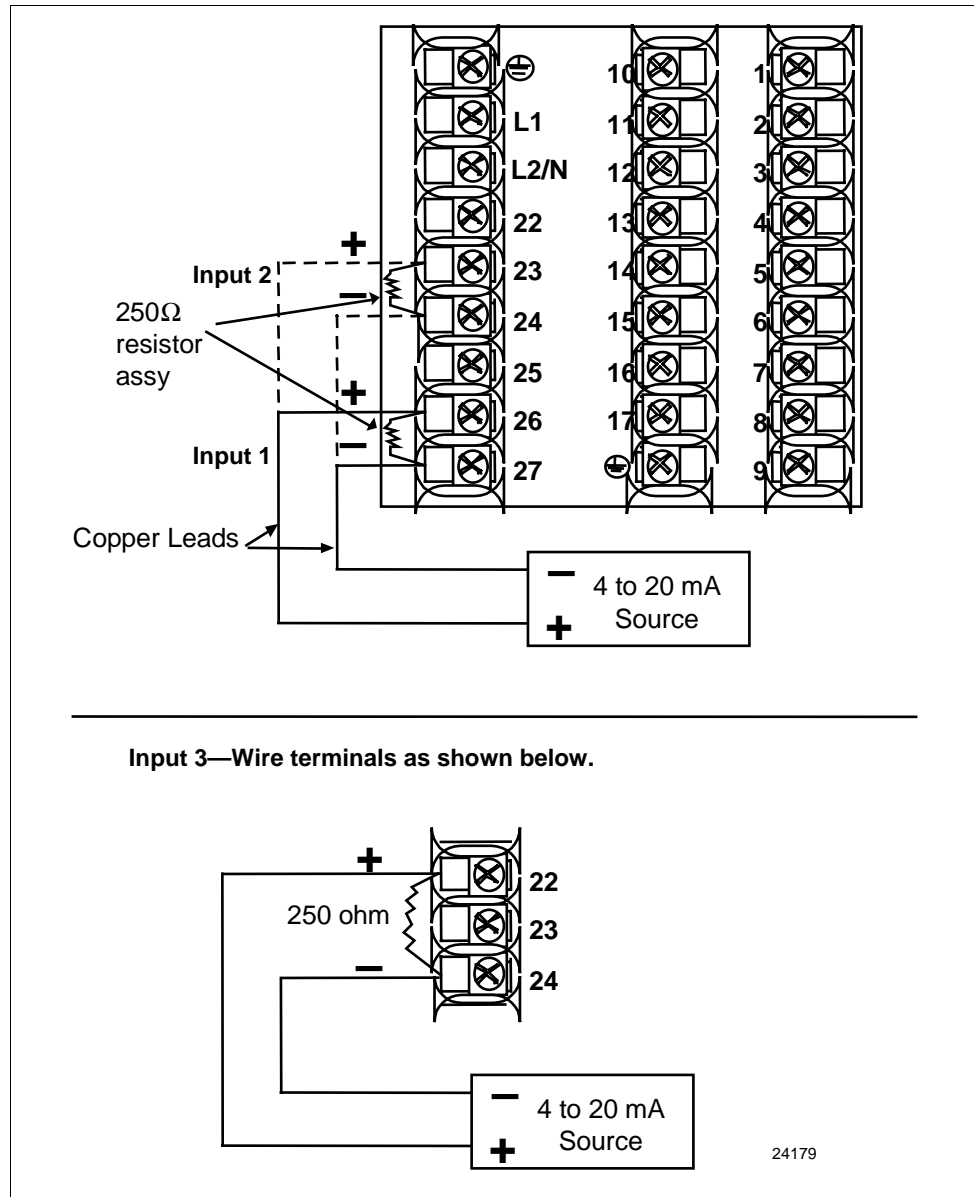 10
1
L1
11
2
L2/N
12
3
22
13
4
+
Input 2
23
14
5
−
250Ω
resistor
assy
24
15
6
25
16
7
+
26
17
8
−
Input 1
27
9
Copper Leads
− 4 to 20 mA
+ Source
Input 3—Wire terminals as shown below.
+
22
250 ohm
23
−
24
− 4 to 20 mA
+ Source
24179